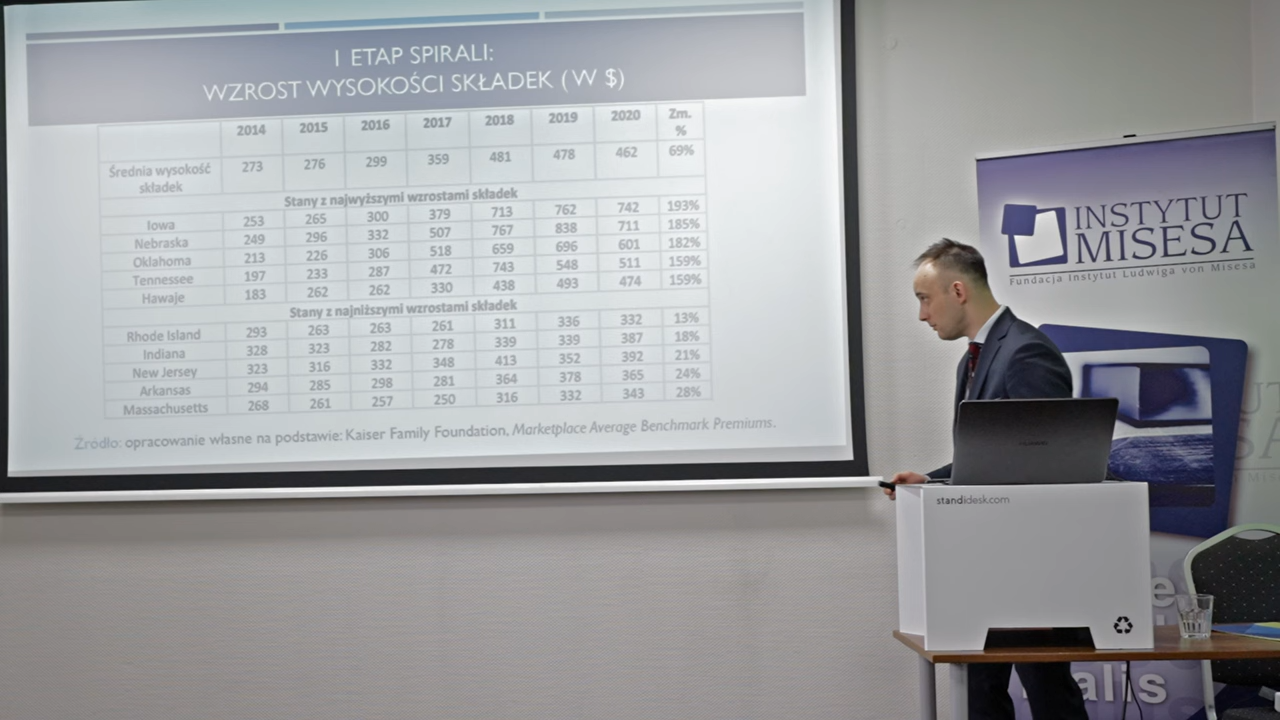 I ETAP SPIRALI:
WZROST WYSOKOŚCI SKŁADEK (W $)
2014 2015 2016 2017 2018 2019 2020 Zm. %
Średnia wysokość składek 273 276 299 359 481 478 462 69%
Stany z najwyższymi wzrostami składek
Iowa 253 265 300 379 713 762 742 193%
Nebraska 249 296 332 507 767 838 711 185%
Oklahoma 213 226 306 518 659 696 601 182%
Tennessee 197 233 287 472 743 548 511 159%
Hawaje 183 262 262 330 438 493 474 159%
Stany z najniższymi wzrostami składek
Rhode Island 293 263 263 261 311 336 332 13%
Indiana 328 323 282 278 339 339 387 18%
New Jersey 323 316 332 348 413 352 392 21%
Arkansas 294 285 298 281 364 378 365 24%
Massachusetts 268 261 257 250 316 332 343 28%
Źródło: opracowanie własne na podstawie: Kaiser Family Foundation, Marketplace Average Benchmark Premiums.
INSTYTUT
MISESA
Fundacja Instytut Ludwiga von Misesa
standidesk.com